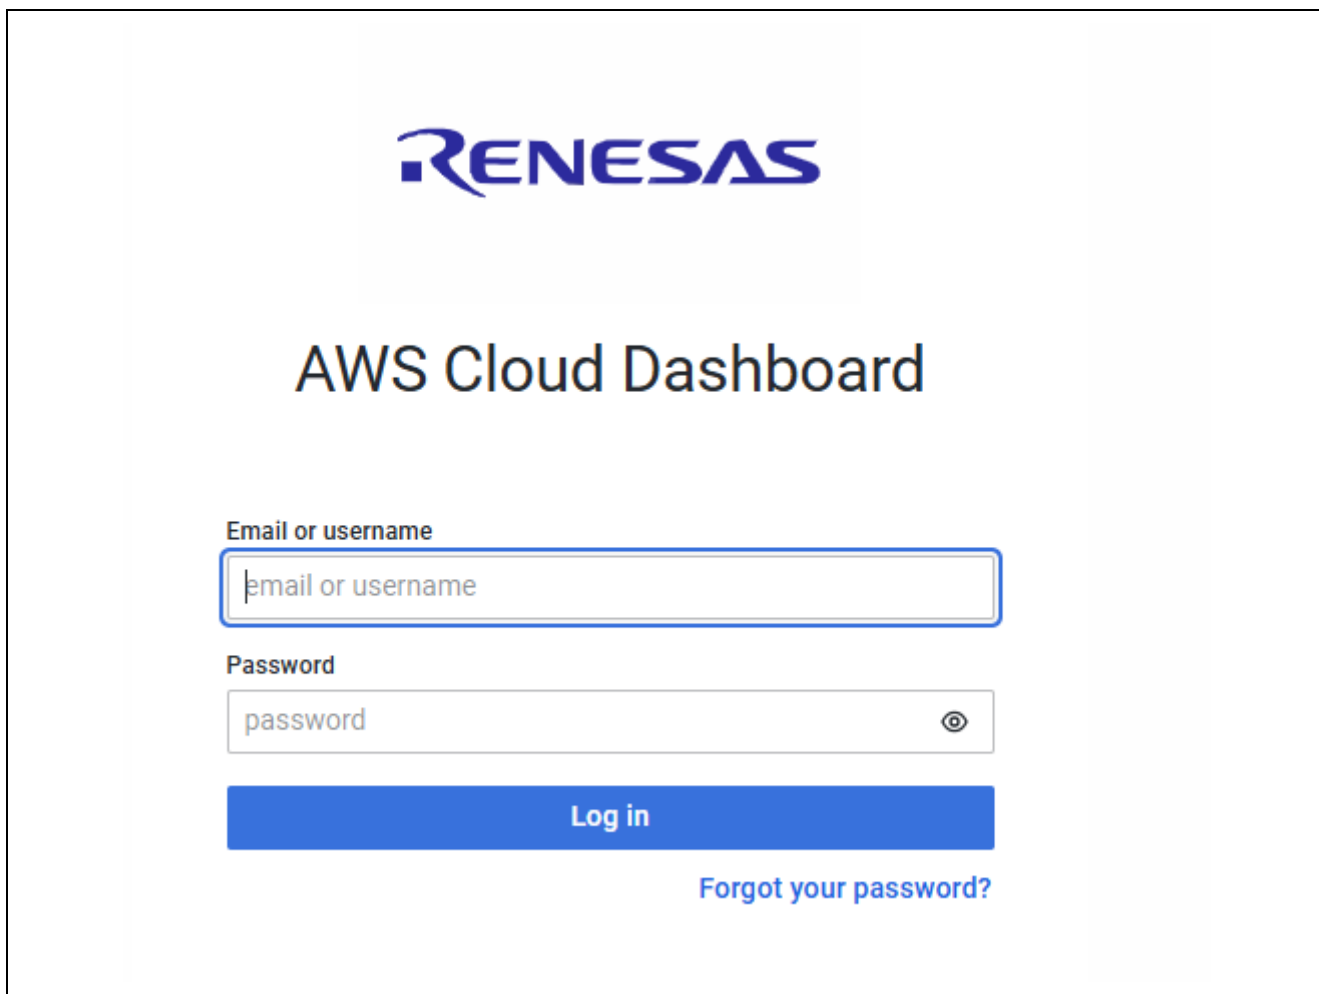 RENESAS
AWS Cloud Dashboard
Email or username
email or username
Password
password
Log in
Forgot your password?